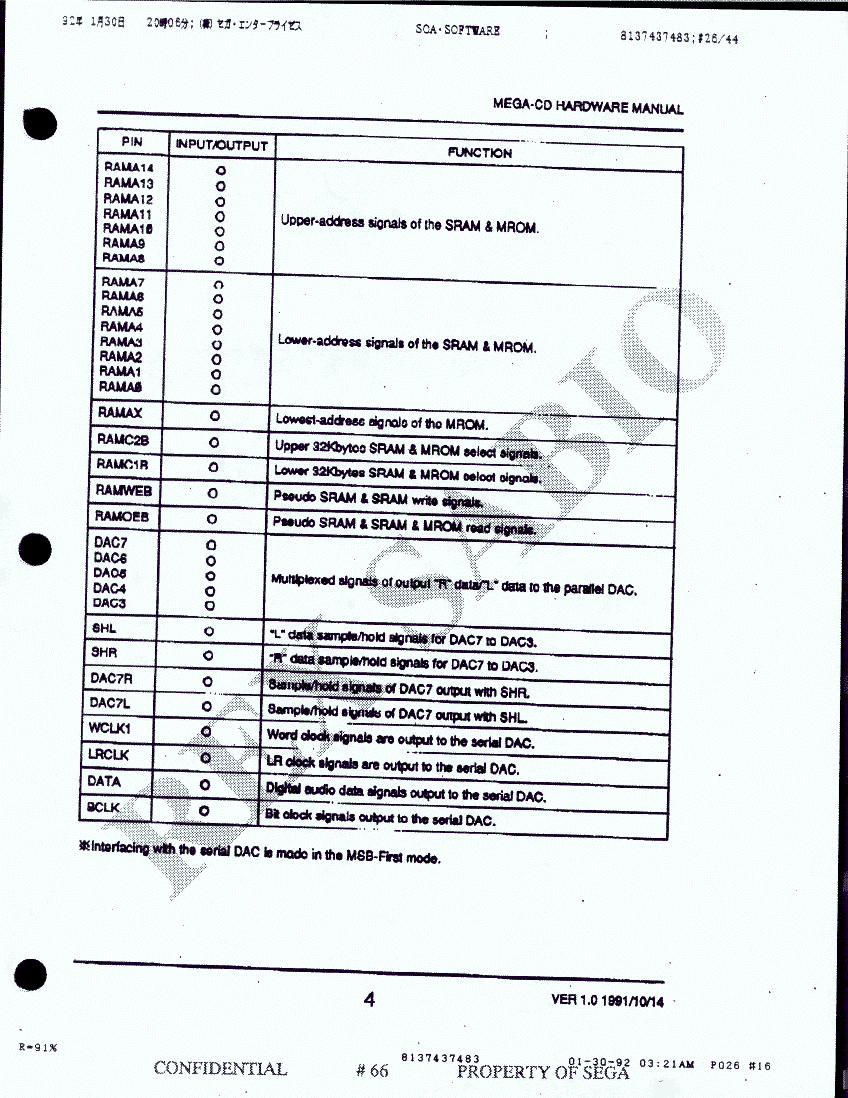 92年 1月30日 20時06分; (株)セガ・エンタープライゼス SOA・SOFTWARE ; 8137437483;#26/44
MEGA-CD HARDWARE MANUAL
PIN INPUT/OUTPUT FUNCTION
RAMA14 O
RAMA13 O
RAMA12 O
RAMA11 O Upper-address signals of the SRAM & MROM.
RAMA10 O
RAMA9 O
RAMA8 O
RAMA7 O
RAMA6 O
RAMA5 O
RAMA4 O
RAMA3 O Lower-address signals of the SRAM & MROM.
RAMA2 O
RAMA1 O
RAMA0 O
RAMAX O Lowest-address signals of the MROM.
RAMC2B O Upper 32Kbytes SRAM & MROM select signals.
RAMC1B O Lower 32Kbytes SRAM & MROM select signals.
RAMWEB O Pseudo SRAM & SRAM write signals.
RAMOEB O Pseudo SRAM & SRAM & MROM read signals.
DAC7 O
DAC6 O
DAC5 O Multiplexed signals of output "R" data/"L" data to the parallel DAC.
DAC4 O
DAC3 O
SHL O "L" data sample/hold signals for DAC7 to DAC3.
SHR O "R" data sample/hold signals for DAC7 to DAC3.
DAC7R O Sample/hold signals of DAC7 output with SHR.
DAC7L O Sample/hold signals of DAC7 output with SHL.
WCLK1 O Word clock signals are output to the serial DAC.
LRCLK O LR clock signals are output to the serial DAC.
DATA O Digital audio data signals output to the serial DAC.
BCLK O Bit clock signals output to the serial DAC.
※Interfacing with the serial DAC is made in the MSB-First mode.
4 VER 1.0 1991/10/14
R=91% 8137437483 01-30-92 03:21AM P026 #16
CONFIDENTIAL #66 PROPERTY OF SEGA